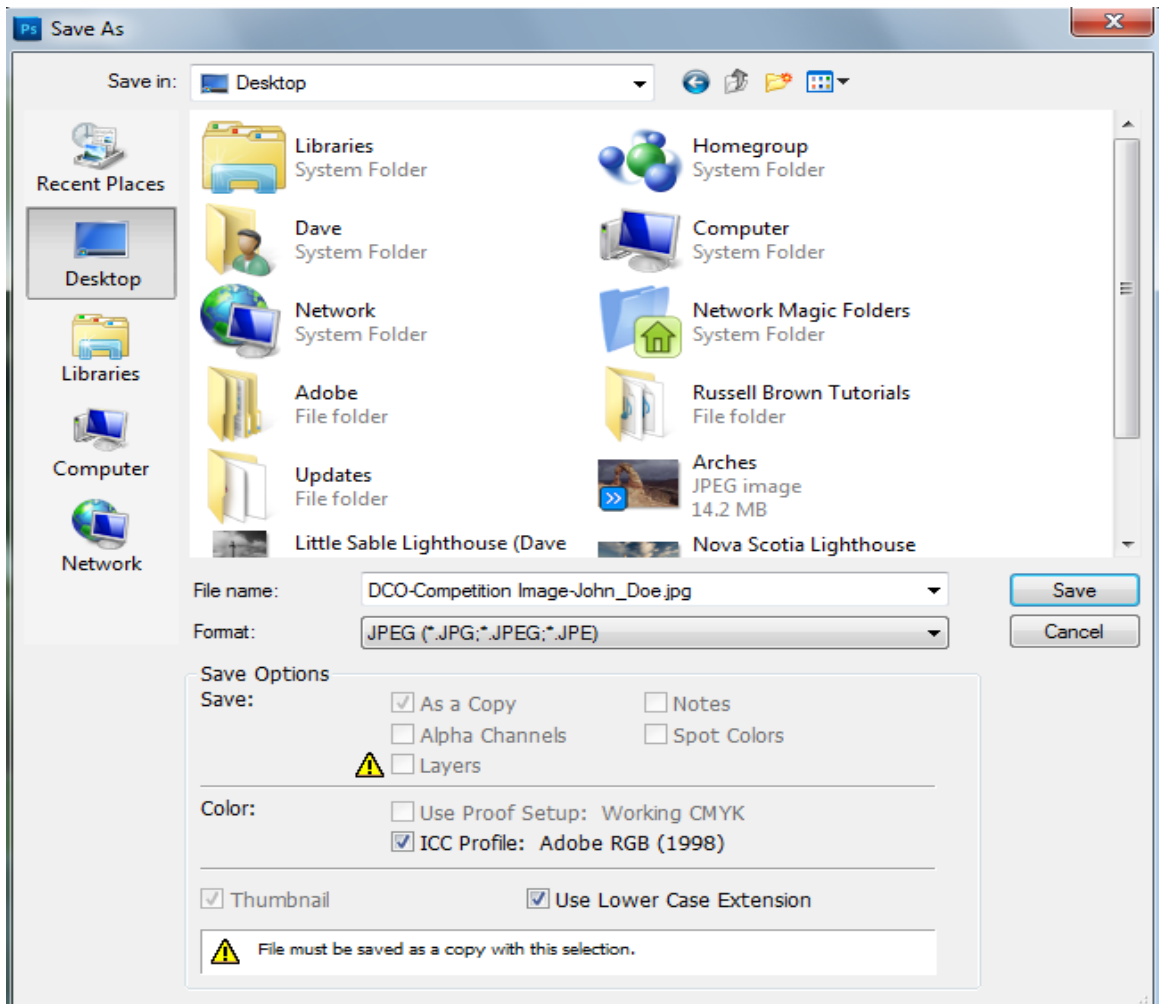 Ps Save As
Save in: Desktop
Recent Places
Desktop
Libraries
Computer
Network
Libraries
System Folder
Homegroup
System Folder
Dave
System Folder
Computer
System Folder
Network
System Folder
Network Magic Folders
System Folder
Adobe
File folder
Russell Brown Tutorials
File folder
Updates
File folder
Arches
JPEG image
14.2 MB
Little Sable Lighthouse (Dave
Nova Scotia Lighthouse
File name: DCO-Competition Image-John_Doe.jpg
Save
Format: JPEG (*.JPG;*.JPEG;*.JPE)
Cancel
Save Options
Save:
As a Copy
Notes
Alpha Channels
Spot Colors
Layers
Color:
Use Proof Setup: Working CMYK
ICC Profile: Adobe RGB (1998)
Thumbnail
Use Lower Case Extension
File must be saved as a copy with this selection.